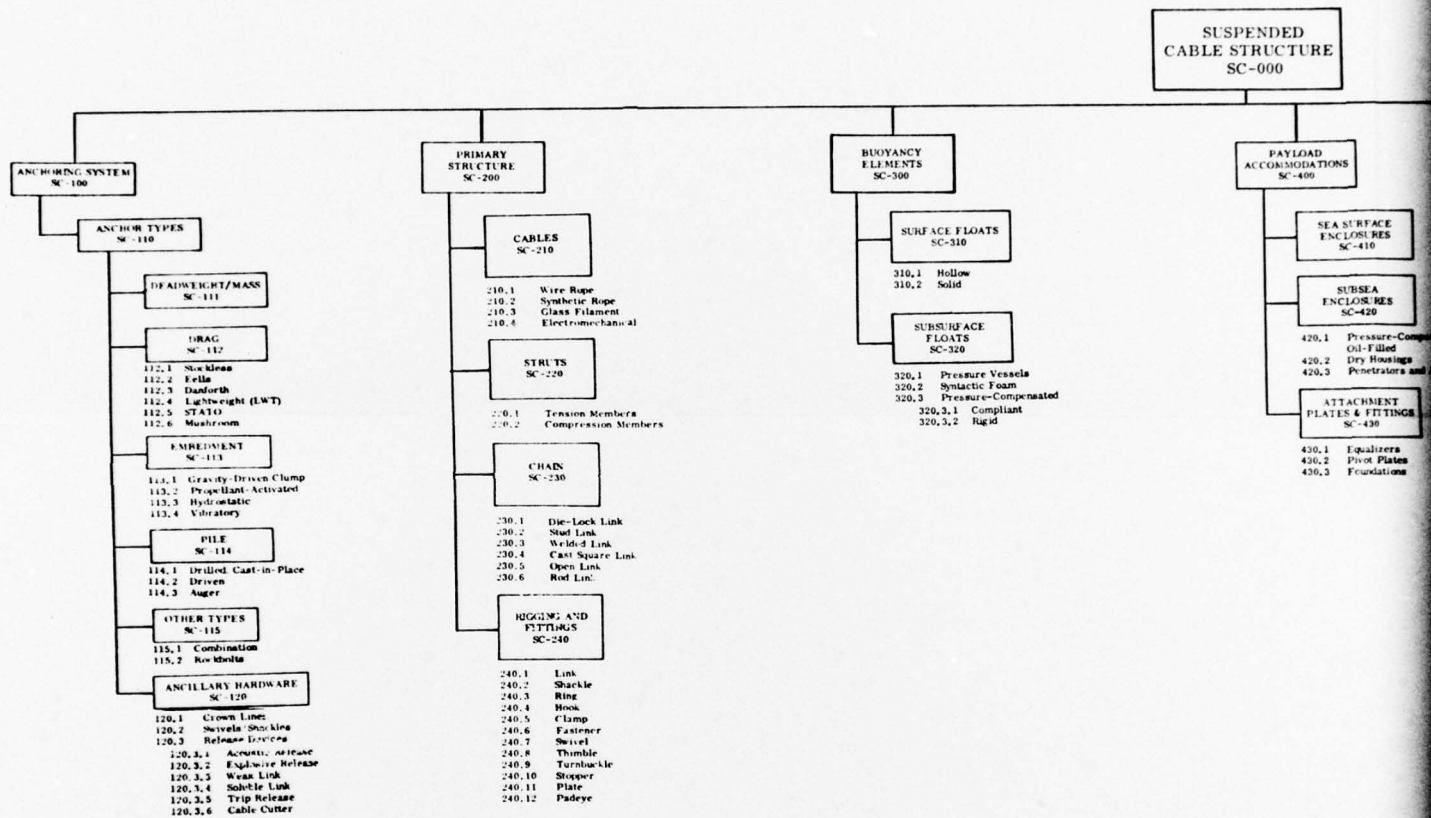 SUSPENDED
CABLE STRUCTURE
SC-000
ANCHORING SYSTEM
SC-100
ANCHOR TYPES
SC-110
DEADWEIGHT/MASS
SC-111
DRAG
SC-112
112.1 Stockless
112.2 Eells
112.3 Danforth
112.4 Lightweight (LWT)
112.5 STATO
112.6 Mushroom
EMBEDMENT
SC-113
113.1 Gravity-Driven Clump
113.2 Propellant-Activated
113.3 Hydrostatic
113.4 Vibratory
PILE
SC-114
114.1 Drilled Cast-in-Place
114.2 Driven
114.3 Auger
OTHER TYPES
SC-115
115.1 Combination
115.2 Rockbolts
ANCILLARY HARDWARE
SC-120
120.1 Crown Lines
120.2 Swivels/Shackles
120.3 Release Devices
120.3.1 Acoustic Release
120.3.2 Explosive Release
120.3.3 Weak Link
120.3.4 Soluble Link
120.3.5 Trip Release
120.3.6 Cable Cutter
PRIMARY
STRUCTURE
SC-200
CABLES
SC-210
210.1 Wire Rope
210.2 Synthetic Rope
210.3 Glass Filament
210.4 Electromechanical
STRUTS
SC-220
220.1 Tension Members
220.2 Compression Members
CHAIN
SC-230
230.1 Die-Lock Link
230.2 Stud Link
230.3 Welded Link
230.4 Cast Square Link
230.5 Open Link
230.6 Rod Link
RIGGING AND
FITTINGS
SC-240
240.1 Link
240.2 Shackle
240.3 Ring
240.4 Hook
240.5 Clamp
240.6 Fastener
240.7 Swivel
240.8 Thimble
240.9 Turnbuckle
240.10 Stopper
240.11 Plate
240.12 Padeye
BUOYANCY
ELEMENTS
SC-300
SURFACE FLOATS
SC-310
310.1 Hollow
310.2 Solid
SUBSURFACE
FLOATS
SC-320
320.1 Pressure Vessels
320.2 Syntactic Foam
320.3 Pressure-Compensated
320.3.1 Compliant
320.3.2 Rigid
PAYLOAD
ACCOMMODATIONS
SC-400
SEA SURFACE
ENCLOSURES
SC-410
SUBSEA
ENCLOSURES
SC-420
420.1 Pressure-Comp
Oil-Filled
420.2 Dry Housings
420.3 Penetrators and
ATTACHMENT
PLATES & FITTINGS
SC-430
430.1 Equalizers
430.2 Pivot Plates
430.3 Foundations